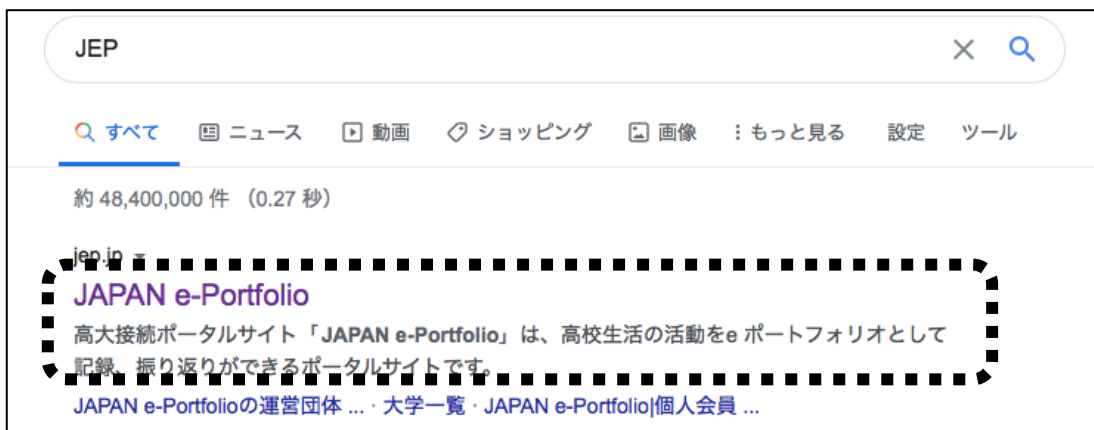 JEP
すべて ニュース 動画 ショッピング 画像 もっと見る 設定 ツール
約 48,400,000 件 (0.27 秒)
jep.jp
JAPAN e-Portfolio
高大接続ポータルサイト「JAPAN e-Portfolio」は、高校生活の活動をe ポートフォリオとして
記録、振り返りができるポータルサイトです。
JAPAN e-Portfolioの運営団体 ... · 大学一覧 · JAPAN e-Portfolio|個人会員 ...